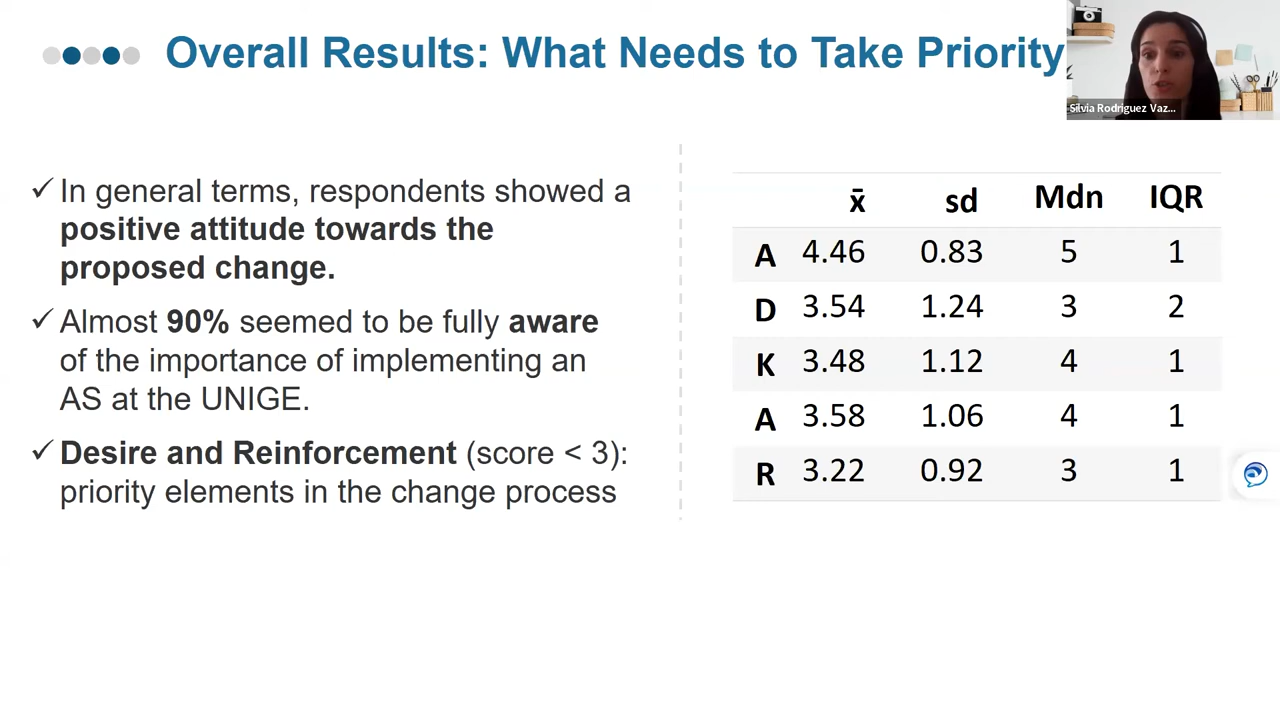 Overall Results: What Needs to Take Priority
Silvia Rodríguez Vaz...
✓ In general terms, respondents showed a
positive attitude towards the
proposed change.
✓ Almost 90% seemed to be fully aware
of the importance of implementing an
AS at the UNIGE.
✓ Desire and Reinforcement (score < 3):
priority elements in the change process
x̄ sd Mdn IQR
A 4.46 0.83 5 1
D 3.54 1.24 3 2
K 3.48 1.12 4 1
A 3.58 1.06 4 1
R 3.22 0.92 3 1